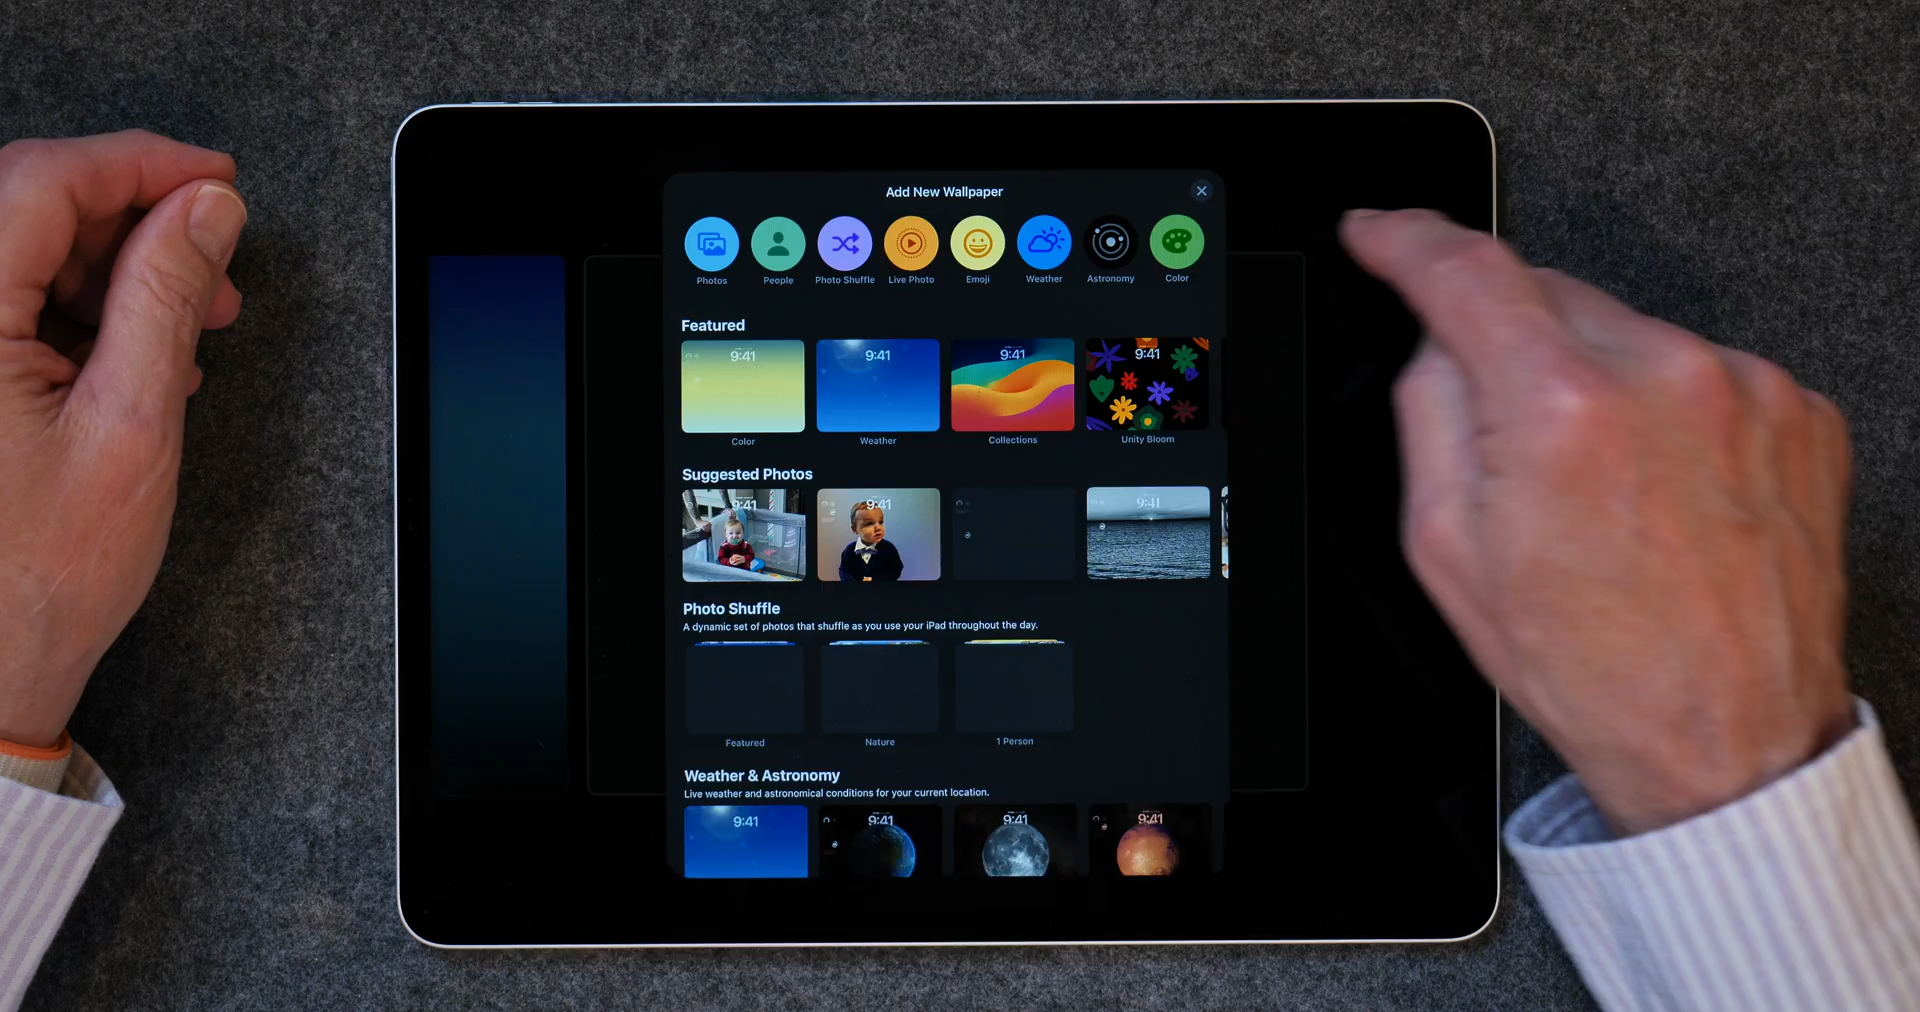 Add New Wallpaper
Photos
People
Photo Shuffle
Live Photo
Emoji
Weather
Astronomy
Color
Featured
9:41
9:41
9:41
9:41
Color
Weather
Collections
Unity Bloom
Suggested Photos
9:41
9:41
9:41
Photo Shuffle
A dynamic set of photos that shuffle as you use your iPad throughout the day.
Featured
Nature
1 Person
Weather & Astronomy
Live weather and astronomical conditions for your current location.
9:41
9:41
9:41
9:41